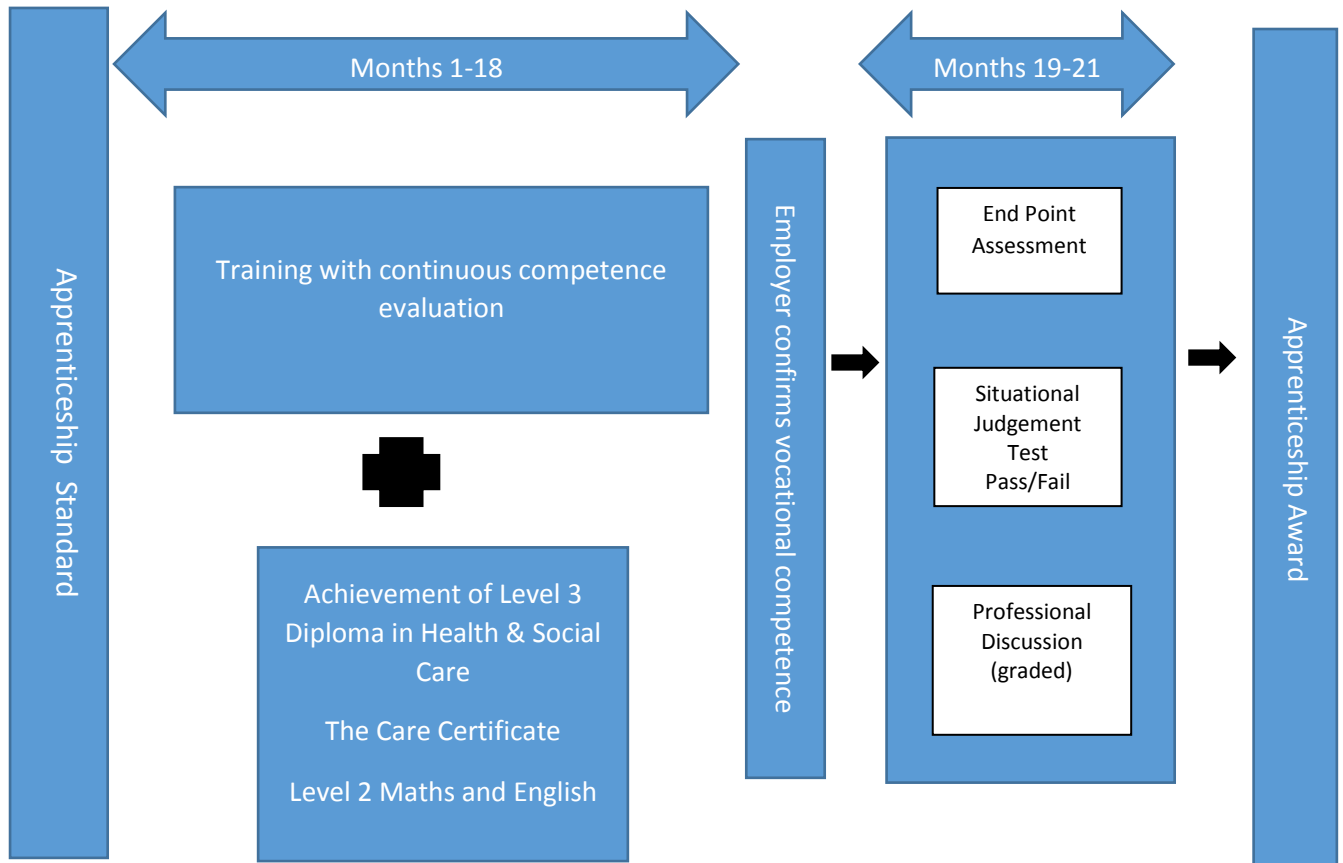 Months 1-18
Months 19-21
Apprenticeship Standard
Training with continuous competence
evaluation
Achievement of Level 3
Diploma in Health & Social
Care
The Care Certificate
Level 2 Maths and English
Employer confirms vocational competence
End Point
Assessment
Situational
Judgement
Test
Pass/Fail
Professional
Discussion
(graded)
Apprenticeship Award